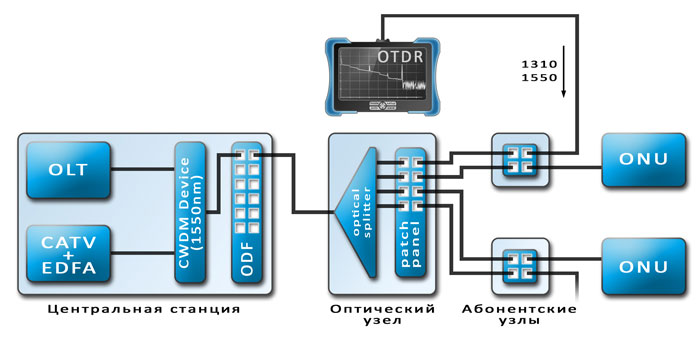 OTDR
1310
1550
OLT
CATV
+
EDFA
CWDM Device
(1550nm)
ODF
optical
splitter
patch
panel
ONU
ONU
Центральная станция
Оптический
узел
Абонентские
узлы